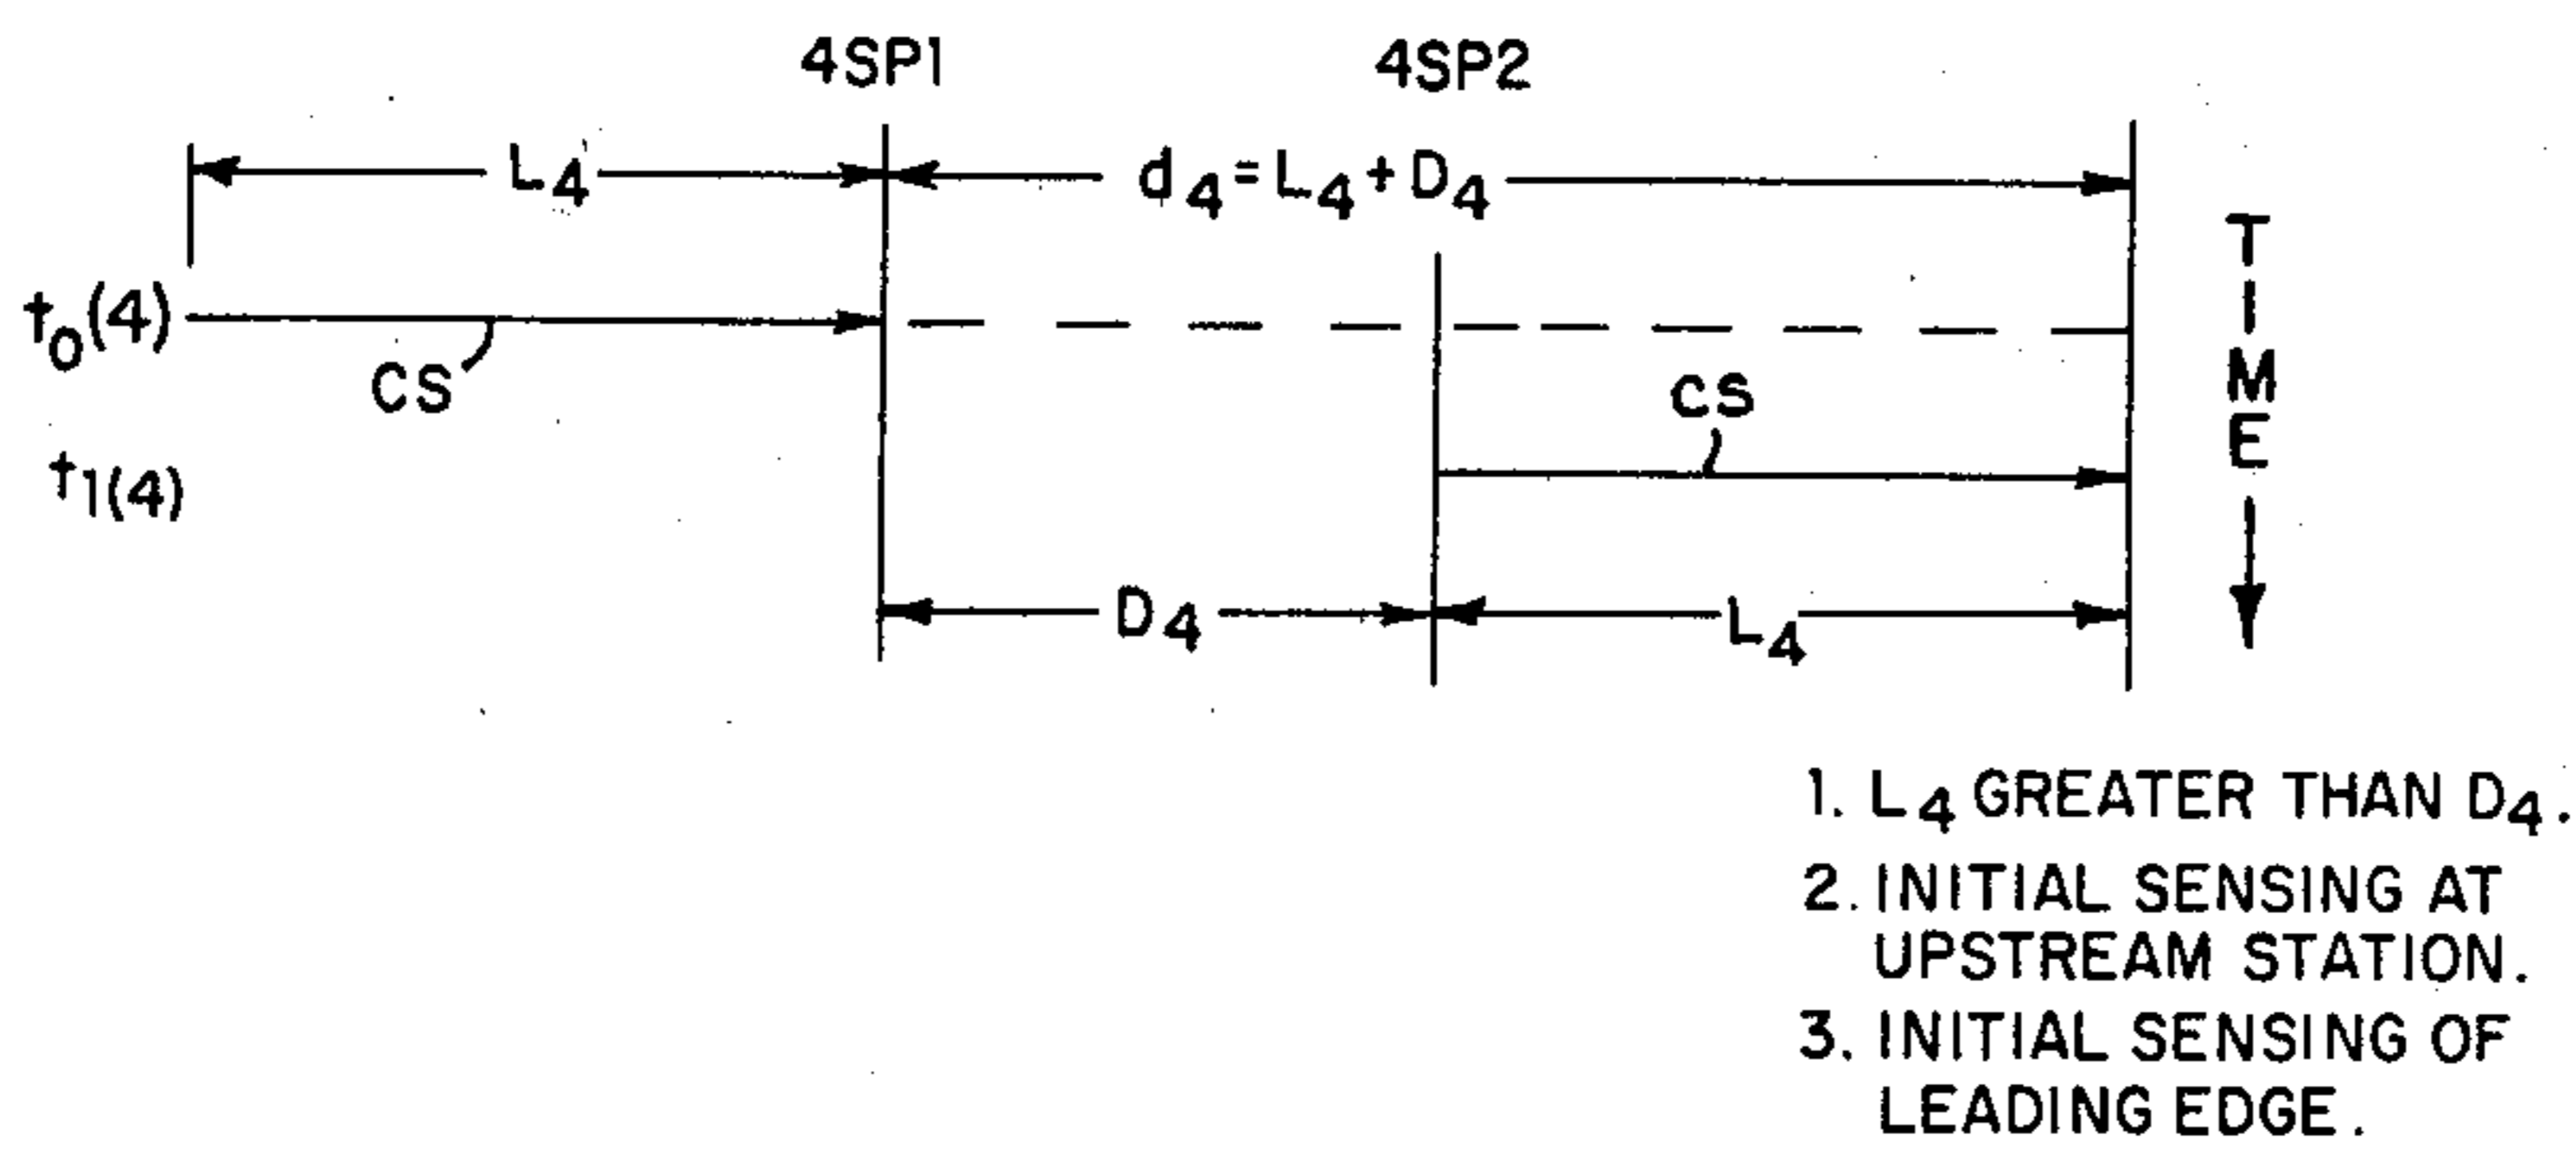 4SP1 4SP2
L4 d4=L4+D4
t0(4)
CS
CS
t1(4)
TIME
D4 L4
1. L4 GREATER THAN D4.
2. INITIAL SENSING AT
UPSTREAM STATION.
3. INITIAL SENSING OF
LEADING EDGE.